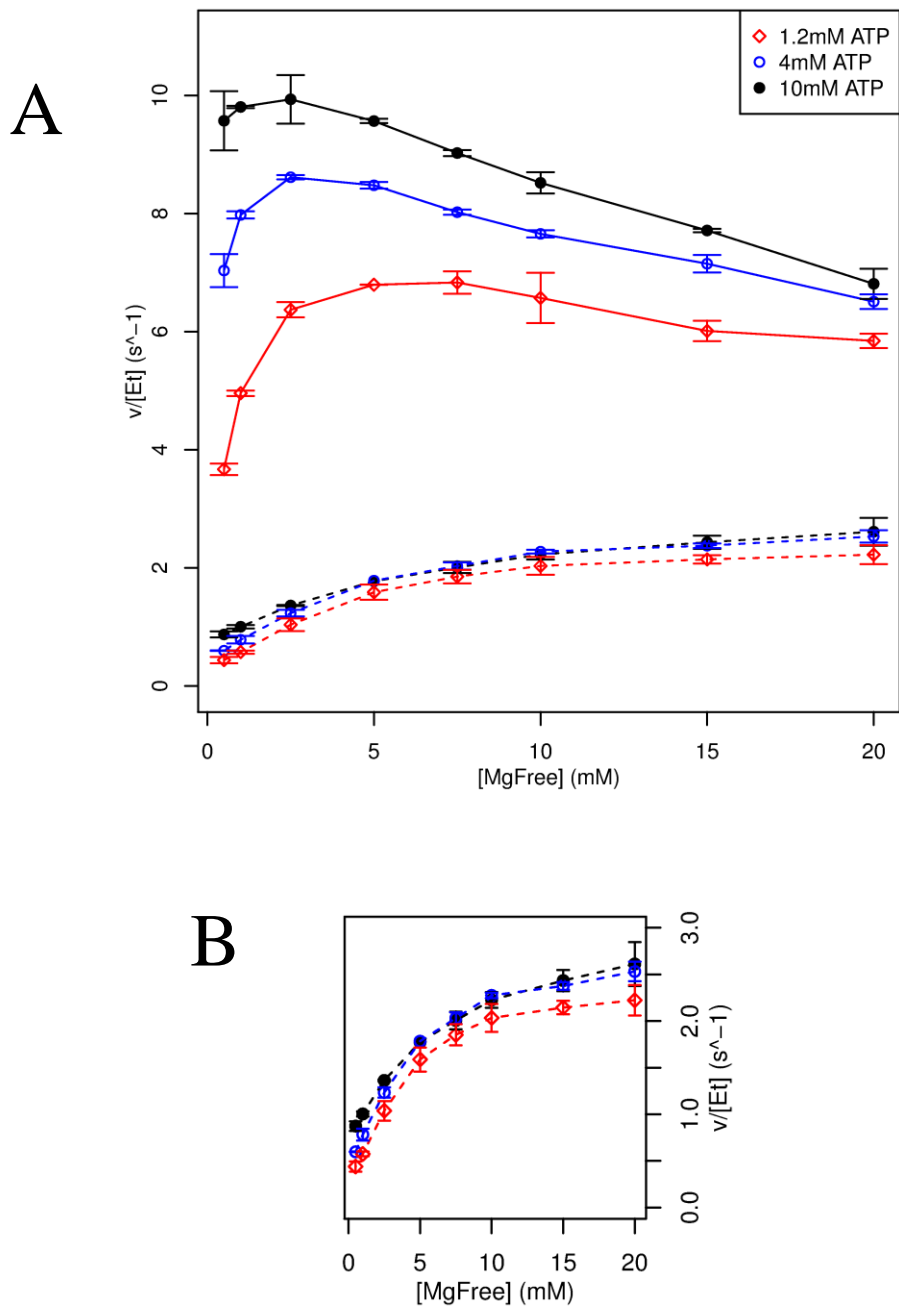 A
1.2mM ATP
4mM ATP
10mM ATP
v/[Et] (s^−1)
10
8
6
4
2
0
0 5 10 15 20
[MgFree] (mM)
B
3.0
2.0
1.0
0.0
v/[Et] (s^−1)
0 5 10 15 20
[MgFree] (mM)